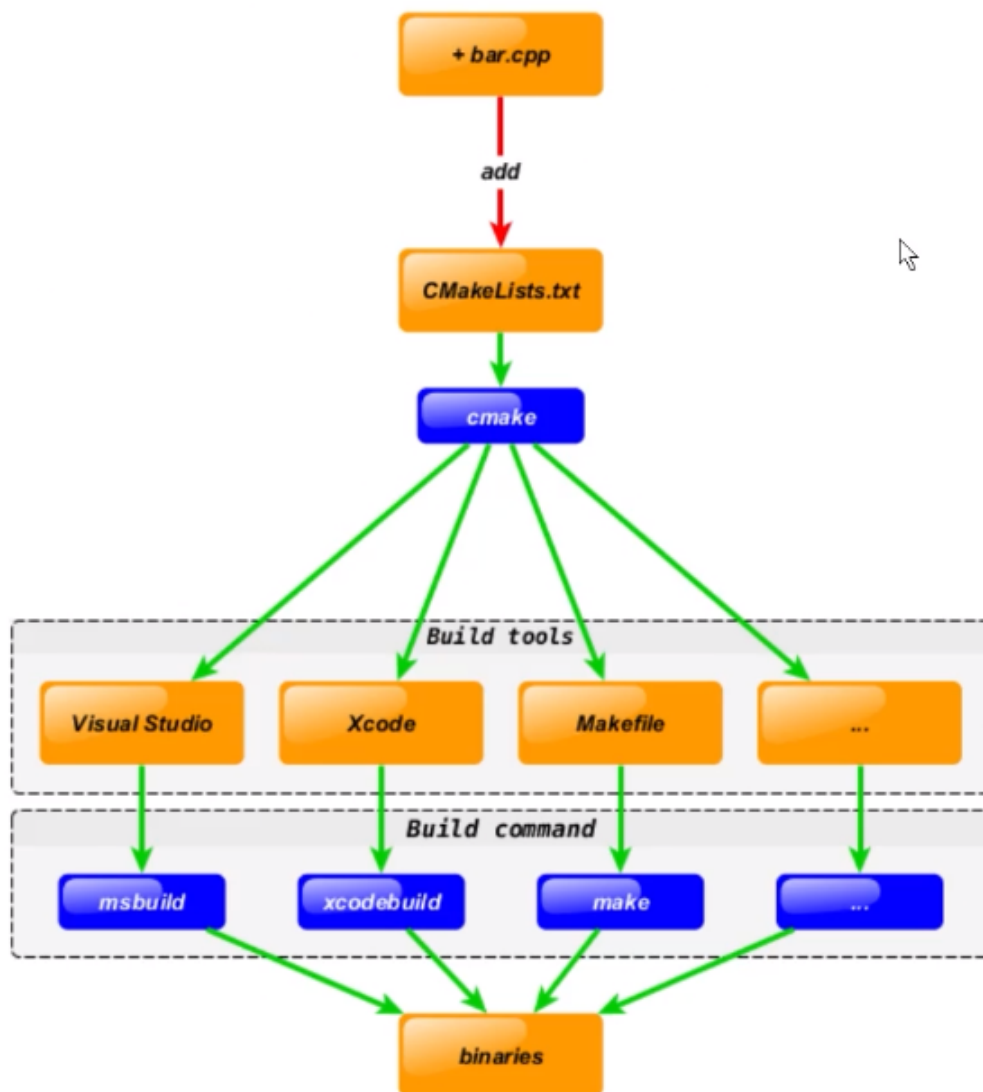 + bar.cpp
add
CMakeLists.txt
cmake
Build tools
Visual Studio
Xcode
Makefile
...
Build command
msbuild
xcodebuild
make
...
binaries